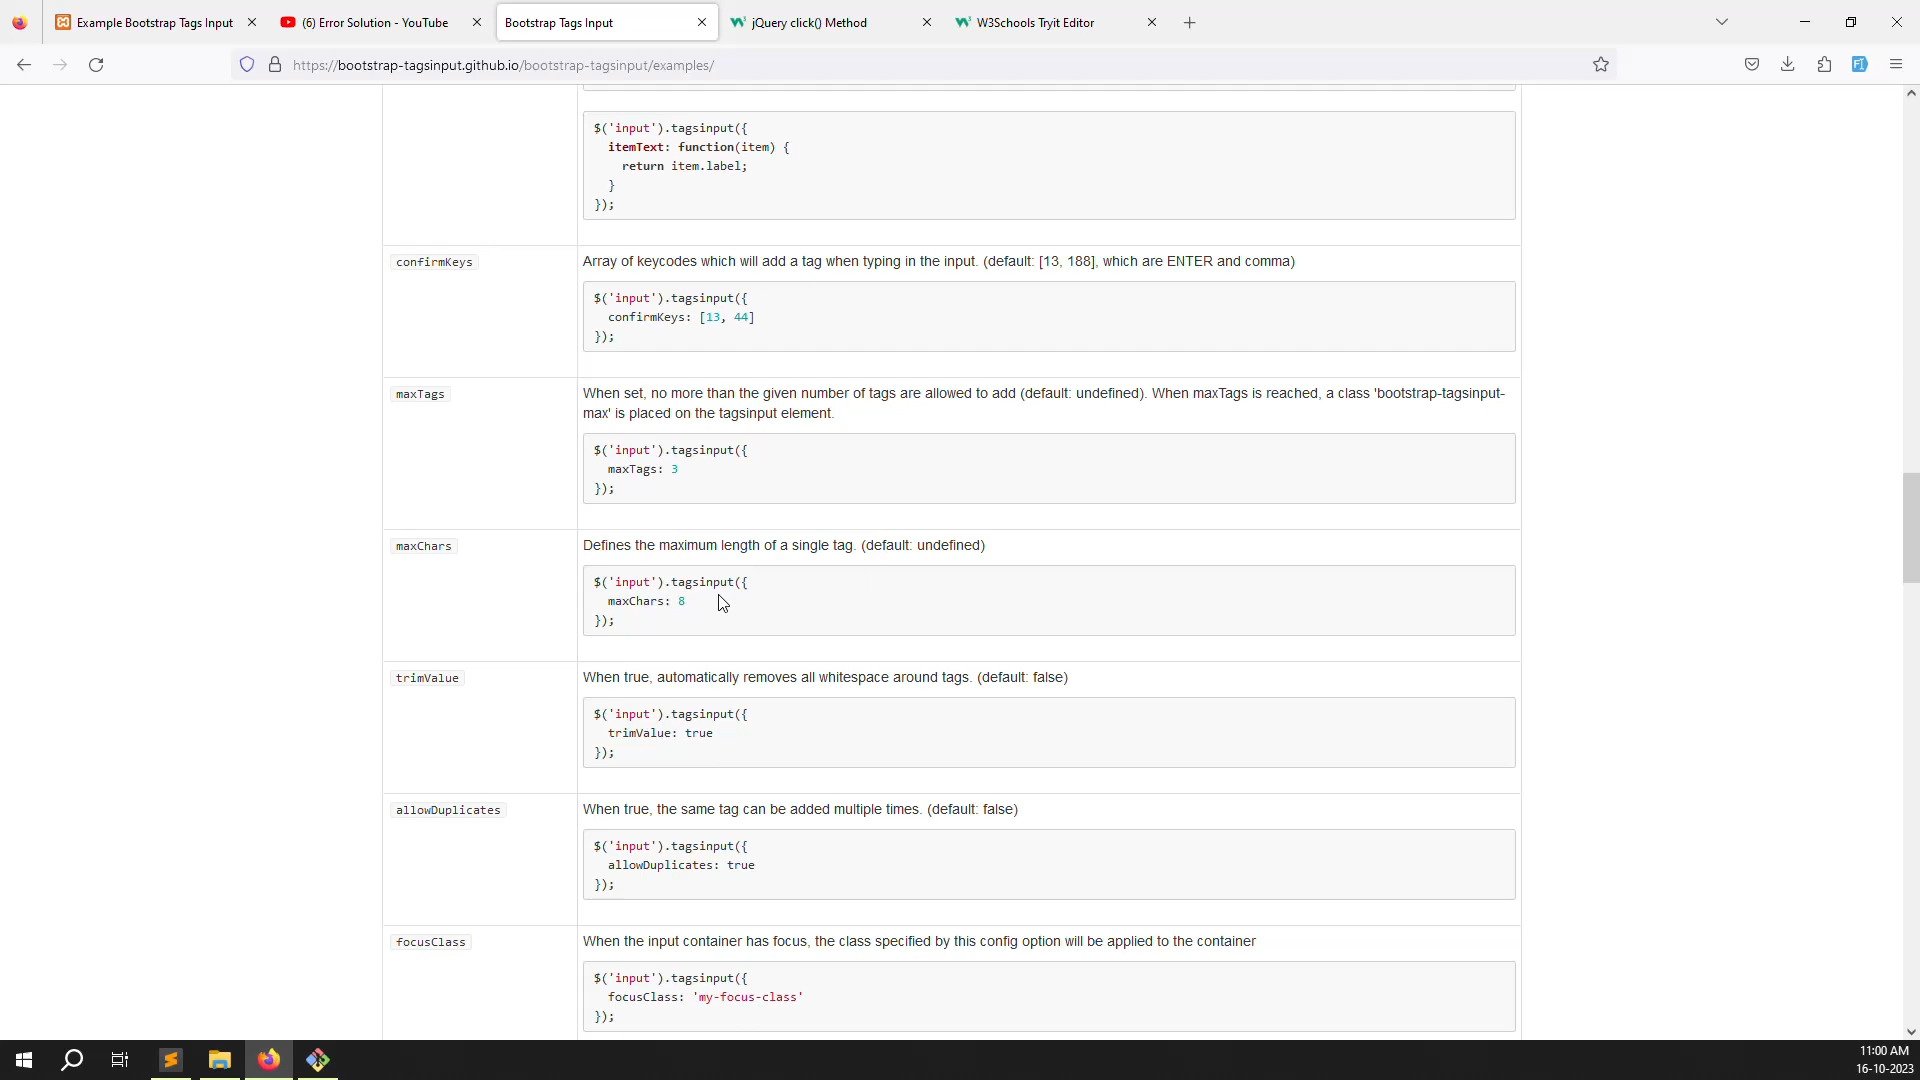 Example Bootstrap Tags Input
(6) Error Solution - YouTube
Bootstrap Tags Input
jQuery click() Method
W3Schools Tryit Editor
https://bootstrap-tagsinput.github.io/bootstrap-tagsinput/examples/
$('input').tagsinput({
itemText: function(item) {
return item.label;
}
});
confirmKeys
Array of keycodes which will add a tag when typing in the input. (default: [13, 188], which are ENTER and comma)
$('input').tagsinput({
confirmKeys: [13, 44]
});
maxTags
When set, no more than the given number of tags are allowed to add (default: undefined). When maxTags is reached, a class 'bootstrap-tagsinput-
max' is placed on the tagsinput element.
$('input').tagsinput({
maxTags: 3
});
maxChars
Defines the maximum length of a single tag. (default: undefined)
$('input').tagsinput({
maxChars: 8
});
trimValue
When true, automatically removes all whitespace around tags. (default: false)
$('input').tagsinput({
trimValue: true
});
allowDuplicates
When true, the same tag can be added multiple times. (default: false)
$('input').tagsinput({
allowDuplicates: true
});
focusClass
When the input container has focus, the class specified by this config option will be applied to the container
$('input').tagsinput({
focusClass: 'my-focus-class'
});
11:00 AM
16-10-2023